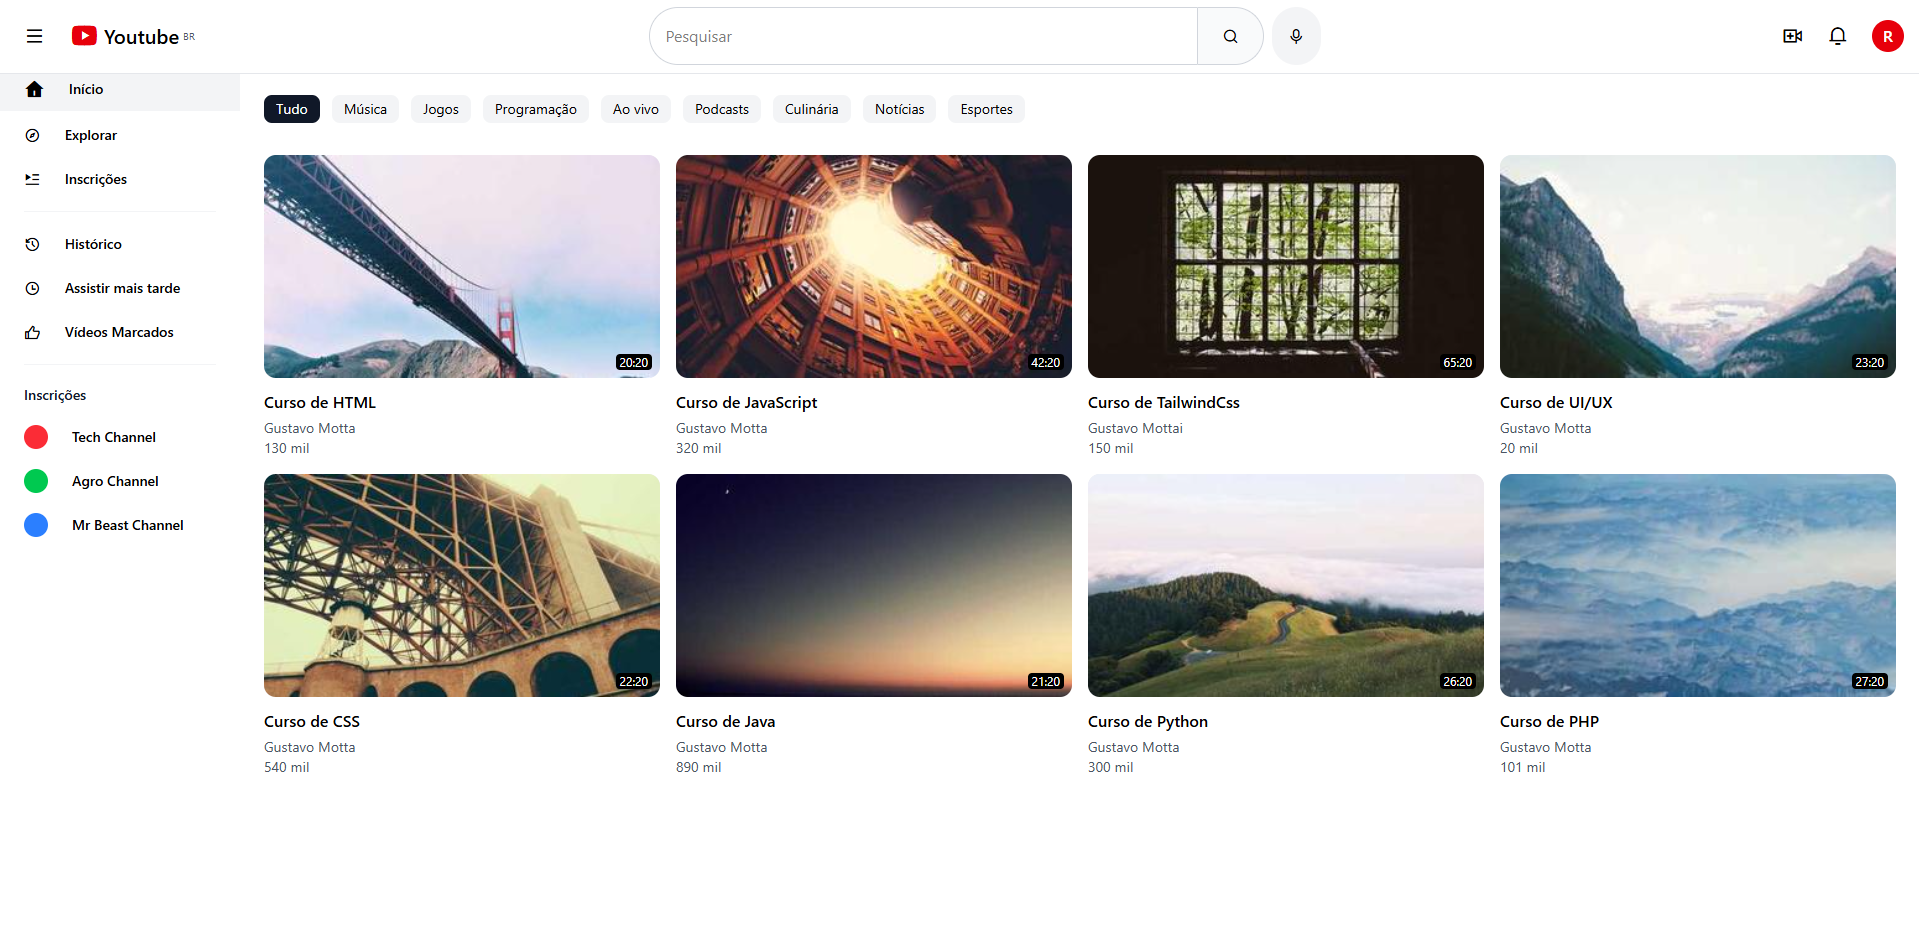 Youtube BR
Pesquisar
R
Início
Explorar
Inscrições
Histórico
Assistir mais tarde
Vídeos Marcados
Inscrições
Tech Channel
Agro Channel
Mr Beast Channel
Tudo
Música
Jogos
Programação
Ao vivo
Podcasts
Culinária
Notícias
Esportes
20:20
Curso de HTML
Gustavo Motta
130 mil
42:20
Curso de JavaScript
Gustavo Motta
320 mil
65:20
Curso de TailwindCss
Gustavo Mottai
150 mil
23:20
Curso de UI/UX
Gustavo Motta
20 mil
22:20
Curso de CSS
Gustavo Motta
540 mil
21:20
Curso de Java
Gustavo Motta
890 mil
26:20
Curso de Python
Gustavo Motta
300 mil
27:20
Curso de PHP
Gustavo Motta
101 mil